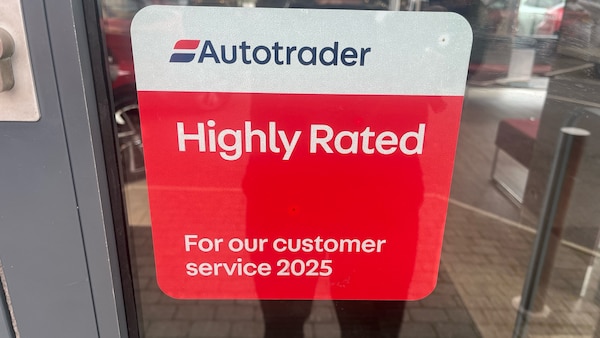 Autotrader
Highly Rated
For our customer
service 2025